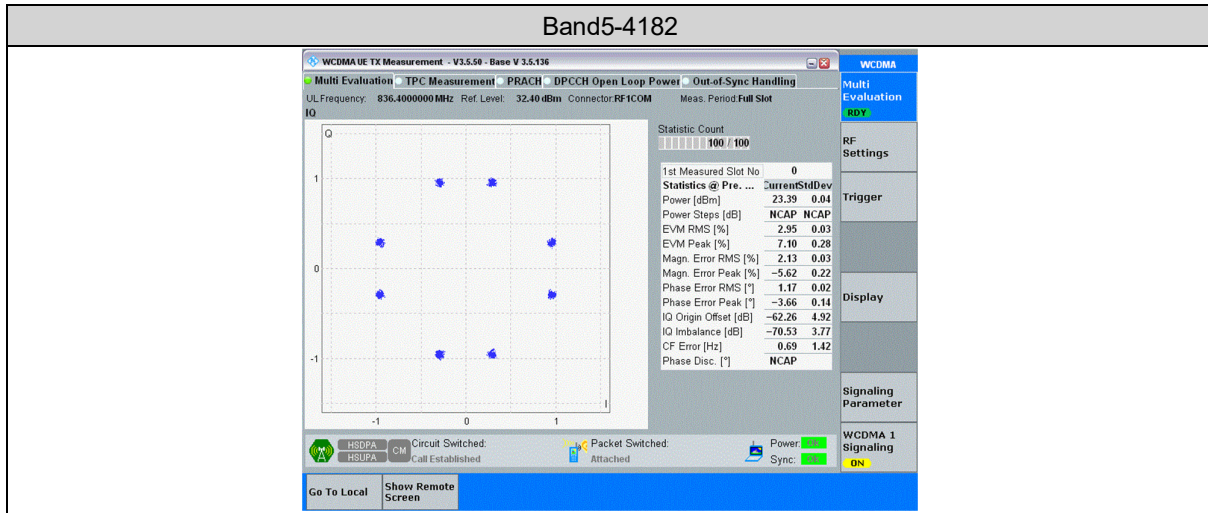 Band5-4182
WCDMA UE TX Measurement - V3.5.50 - Base V 3.5.136
WCDMA
Multi Evaluation TPC Measurement PRACH DPCCH Open Loop Power Out-of-Sync Handling
Multi
Evaluation
RDY
UL Frequency: 836.4000000 MHz Ref. Level: 32.40 dBm Connector:RF1COM Meas. Period:Full Slot
IQ
Q
1
0
-1
-1 0 1
I
Statistic Count
100 / 100
1st Measured Slot No 0
Statistics @ Pre. ... Current StdDev
Power [dBm] 23.39 0.04
Power Steps [dB] NCAP NCAP
EVM RMS [%] 2.95 0.03
EVM Peak [%] 7.10 0.28
Magn. Error RMS [%] 2.13 0.03
Magn. Error Peak [%] −5.62 0.22
Phase Error RMS [°] 1.17 0.02
Phase Error Peak [°] −3.66 0.14
IQ Origin Offset [dB] −62.26 4.92
IQ Imbalance [dB] −70.53 3.77
CF Error [Hz] 0.69 1.42
Phase Disc. [°] NCAP
RF
Settings
Trigger
Display
Signaling
Parameter
WCDMA 1
Signaling
ON
HSDPA
HSUPA
CM
Circuit Switched:
Call Established
Packet Switched:
Attached
Power: OK
Sync: OK
Go To Local
Show Remote
Screen